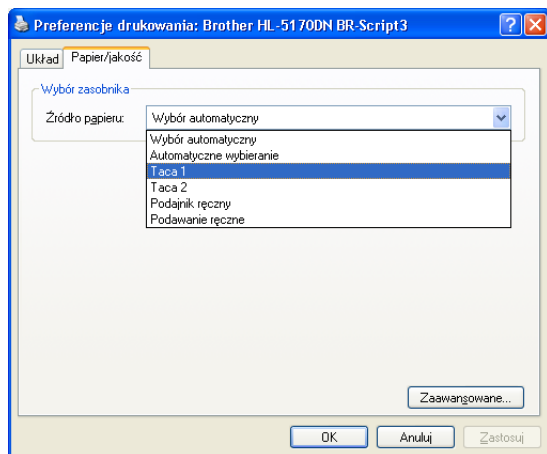 Preferencje drukowania: Brother HL-5170DN BR-Script3
Układ Papier/jakość
Wybór zasobnika
Źródło papieru: Wybór automatyczny
Wybór automatyczny
Automatyczne wybieranie
Taca 1
Taca 2
Podajnik ręczny
Podawanie ręczne
Zaawansowane...
OK Anuluj Zastosuj